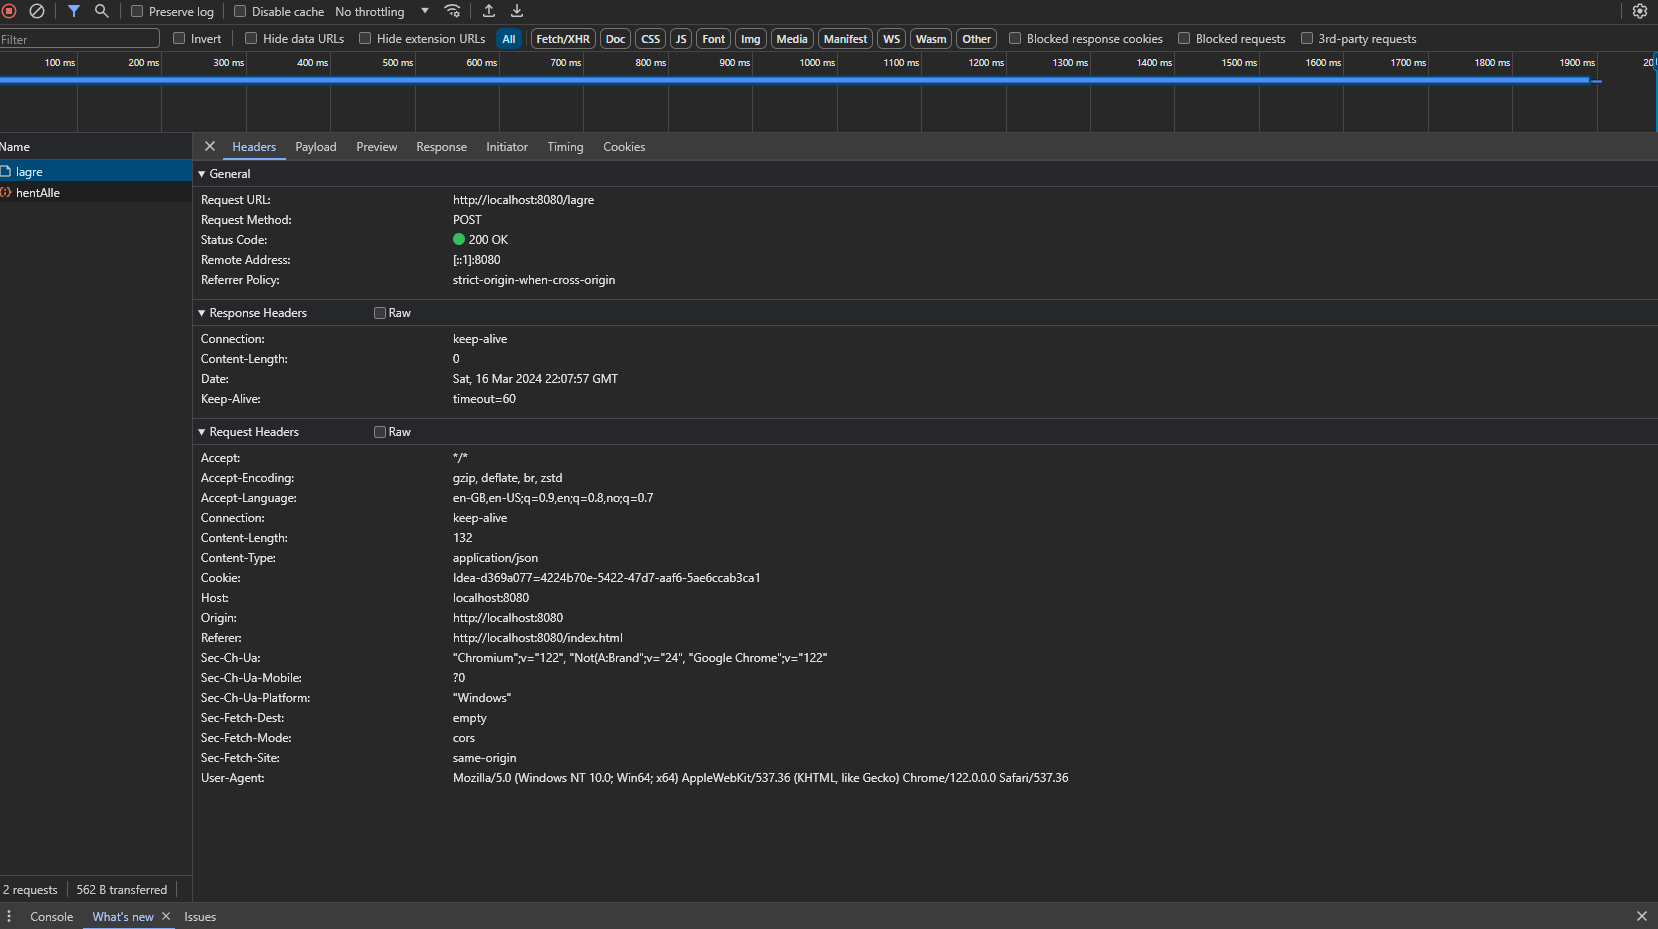 Preserve log Disable cache No throttling
Filter Invert Hide data URLs Hide extension URLs All Fetch/XHR Doc CSS JS Font Img Media Manifest WS Wasm Other Blocked response cookies Blocked requests 3rd-party requests
100 ms 200 ms 300 ms 400 ms 500 ms 600 ms 700 ms 800 ms 900 ms 1000 ms 1100 ms 1200 ms 1300 ms 1400 ms 1500 ms 1600 ms 1700 ms 1800 ms 1900 ms 20
Name
lagre
hentAlle
Headers Payload Preview Response Initiator Timing Cookies
General
Request URL: http://localhost:8080/lagre
Request Method: POST
Status Code: 200 OK
Remote Address: [::1]:8080
Referrer Policy: strict-origin-when-cross-origin
Response Headers Raw
Connection: keep-alive
Content-Length: 0
Date: Sat, 16 Mar 2024 22:07:57 GMT
Keep-Alive: timeout=60
Request Headers Raw
Accept: */*
Accept-Encoding: gzip, deflate, br, zstd
Accept-Language: en-GB,en-US;q=0.9,en;q=0.8,no;q=0.7
Connection: keep-alive
Content-Length: 132
Content-Type: application/json
Cookie: Idea-d369a077=4224b70e-5422-47d7-aaf6-5ae6ccab3ca1
Host: localhost:8080
Origin: http://localhost:8080
Referer: http://localhost:8080/index.html
Sec-Ch-Ua: "Chromium";v="122", "Not(A:Brand";v="24", "Google Chrome";v="122"
Sec-Ch-Ua-Mobile: ?0
Sec-Ch-Ua-Platform: "Windows"
Sec-Fetch-Dest: empty
Sec-Fetch-Mode: cors
Sec-Fetch-Site: same-origin
User-Agent: Mozilla/5.0 (Windows NT 10.0; Win64; x64) AppleWebKit/537.36 (KHTML, like Gecko) Chrome/122.0.0.0 Safari/537.36
2 requests 562 B transferred
Console What's new Issues